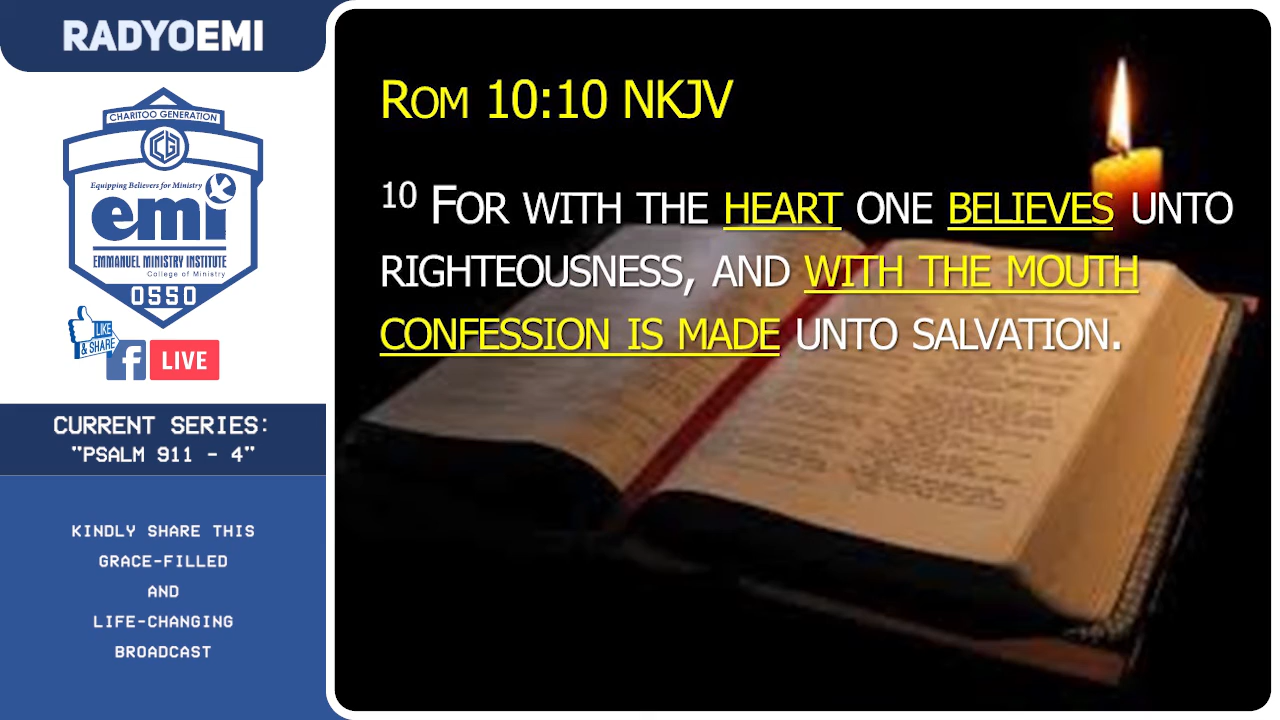 RADYOEMI
CHARITOO GENERATION
CG
Equipping Believers for Ministry
emi
EMMANUEL MINISTRY INSTITUTE
College of Ministry
0550
LIKE
& SHARE
f LIVE
CURRENT SERIES:
"PSALM 911 - 4"
KINDLY SHARE THIS
GRACE-FILLED
AND
LIFE-CHANGING
BROADCAST
ROM 10:10 NKJV
10 FOR WITH THE HEART ONE BELIEVES UNTO
RIGHTEOUSNESS, AND WITH THE MOUTH
CONFESSION IS MADE UNTO SALVATION.